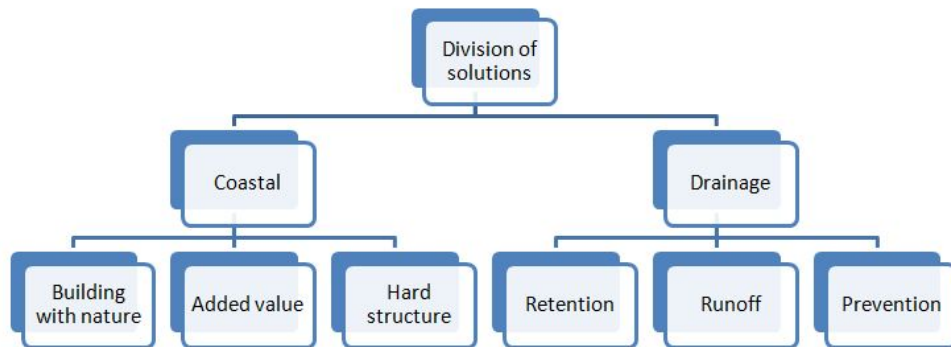 Division of
solutions
Coastal
Drainage
Building
with nature
Added value
Hard
structure
Retention
Runoff
Prevention